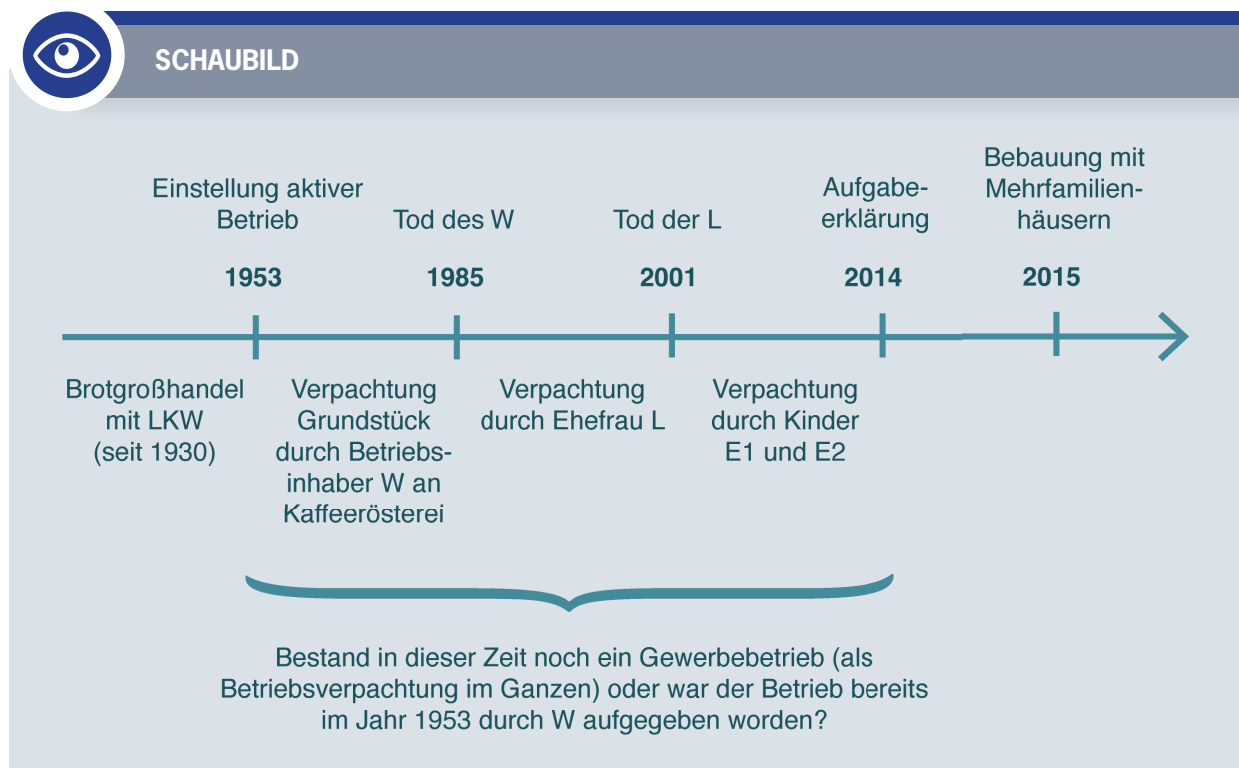 SCHAUBILD
Einstellung aktiver
Betrieb
1953
Tod des W
1985
Tod der L
2001
Aufgabe-
erklärung
2014
Bebauung mit
Mehrfamilien-
häusern
2015
Brotgroßhandel
mit LKW
(seit 1930)
Verpachtung
Grundstück
durch Betriebs-
inhaber W an
Kaffeerösterei
Verpachtung
durch Ehefrau L
Verpachtung
durch Kinder
E1 und E2
Bestand in dieser Zeit noch ein Gewerbebetrieb (als
Betriebsverpachtung im Ganzen) oder war der Betrieb bereits
im Jahr 1953 durch W aufgegeben worden?